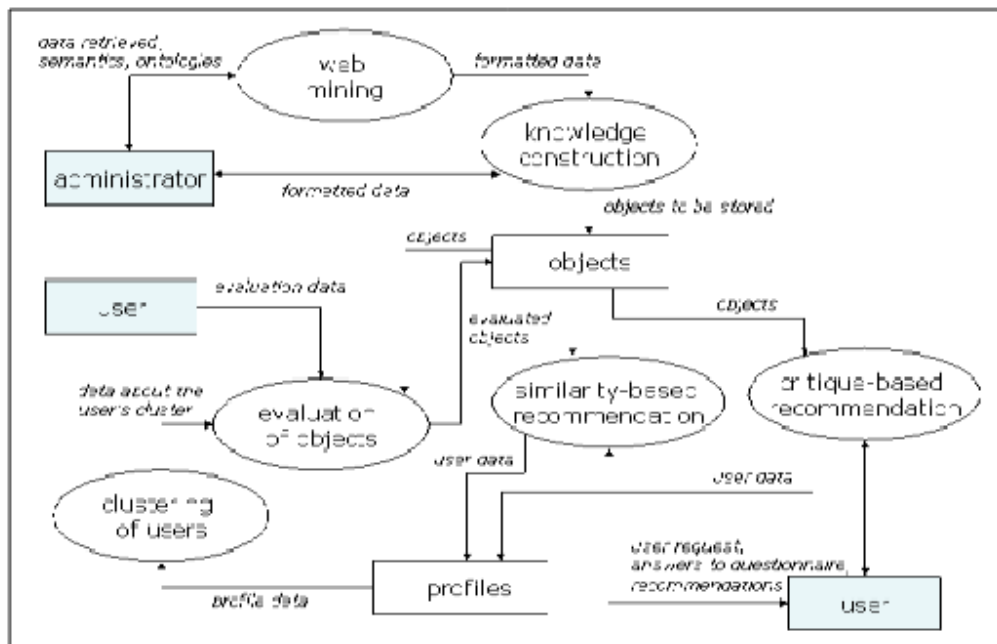 data retrieved,
semantics, ontologies
web
mining
formatted data
knowledge
construction
administrator
formatted data
objects to be stored
objects
objects
user
evaluation data
evaluated
objects
objects
data about the
user's cluster
evaluation
of objects
similarity-based
recommendation
critique-based
recommendation
user data
user data
clustering
of users
profile data
profiles
user request,
answers to questionnaire,
recommendations
user